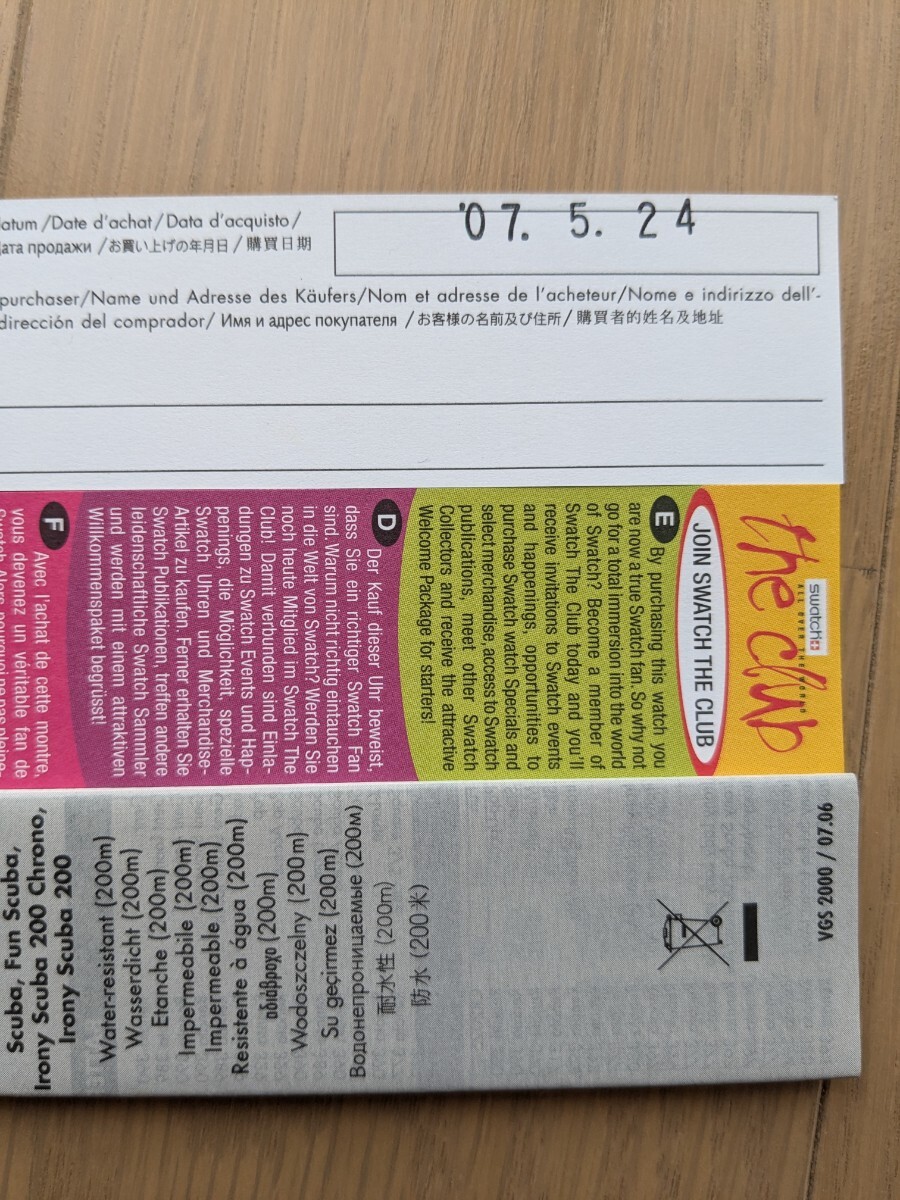 atum/Date d'achat/Data d'acquisto/
ата продажи /お買い上げの年月日/購買日期
'07. 5. 24
purchaser/Name und Adresse des Käufers/Nom et adresse de l'acheteur/Nome e indirizzo dell'-
dirección del comprador/ Имя и адрес покупателя /お客様の名前及び住所/購買者的姓名及地址
swatch
ALL OVER THE WORLD
the club
JOIN SWATCH THE CLUB
E By purchasing this watch you
are now a true Swatch fan. So why not
go for a total immersion into the world
of Swatch? Become a member of
Swatch The Club today and you'll
receive invitations to Swatch events
and happenings, opportunities to
purchase Swatch watch Specials and
select merchandise, access to Swatch
publications, meet other Swatch
Collectors and receive the attractive
Welcome Package for starters!
D Der Kauf dieser Uhr beweist,
dass Sie ein richtiger Swatch Fan
sind. Warum nicht richtig eintauchen
in die Welt von Swatch? Werden Sie
noch heute Mitglied im Swatch The
Club! Damit verbunden sind Einla-
dungen zu Swatch Events und Hap-
penings, die Möglichkeit, spezielle
Swatch Uhren und Merchandise-
Artikel zu kaufen. Ferner erhalten Sie
Swatch Publikationen, treffen andere
leidenschaftliche Swatch Sammler
und werden mit einem attraktiven
Willkommenspaket begrüsst!
F Avec l'achat de cette montre,
vous devenez un véritable fan de
VGS 2000 / 07.06
Scuba, Fun Scuba,
Irony Scuba 200 Chrono,
Irony Scuba 200
Water-resistant (200m)
Wasserdicht (200m)
Etanche (200m)
Impermeabile (200m)
Impermeable (200m)
Resistente à água (200m)
αδιάβροχο (200m)
Wodoszczelny (200m)
Su geçirmez (200m)
Водонепроницаемые (200м)
耐水性 (200m)
防水 (200米)